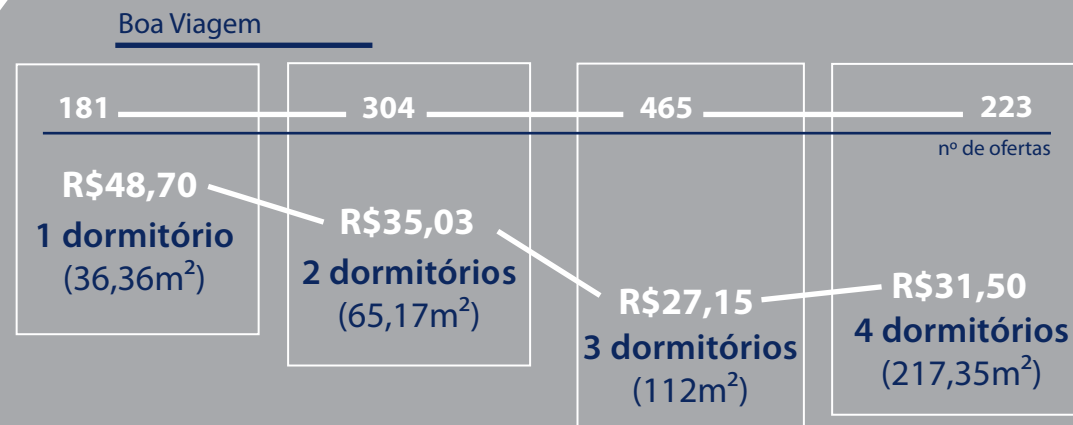 Boa Viagem
181
304
465
223
nº de ofertas
R$48,70
1 dormitório
(36,36m²)
R$35,03
2 dormitórios
(65,17m²)
R$27,15
3 dormitórios
(112m²)
R$31,50
4 dormitórios
(217,35m²)